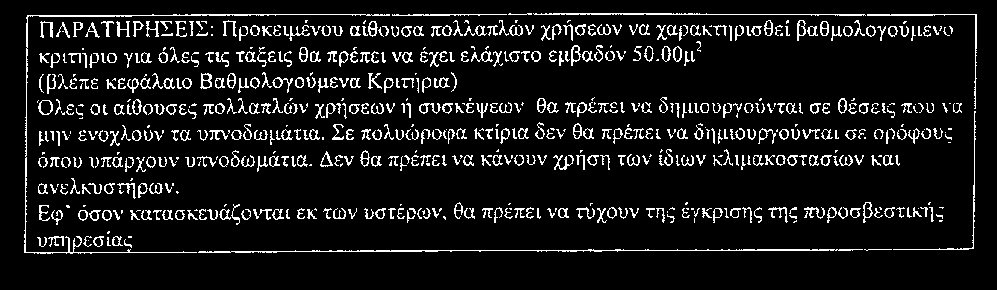 ΠΑΡΑΤΗΡΗΣΕΙΣ: Προκειμένου αίθουσα πολλαπλών χρήσεων να χαρακτηρισθεί βαθμολογούμενο
κριτήριο για όλες τις τάξεις θα πρέπει να έχει ελάχιστο εμβαδόν 50.00μ²
(βλέπε κεφάλαιο Βαθμολογούμενα Κριτήρια)
Όλες οι αίθουσες πολλαπλών χρήσεων ή συσκέψεων θα πρέπει να δημιουργούνται σε θέσεις που να
μην ενοχλούν τα υπνοδωμάτια. Σε πολυώροφα κτίρια δεν θα πρέπει να δημιουργούνται σε ορόφους
όπου υπάρχουν υπνοδωμάτια. Δεν θα πρέπει να κάνουν χρήση των ίδιων κλιμακοστασίων και
ανελκυστήρων.
Εφ' όσον κατασκευάζονται εκ των υστέρων, θα πρέπει να τύχουν της έγκρισης της πυροσβεστικής
υπηρεσίας